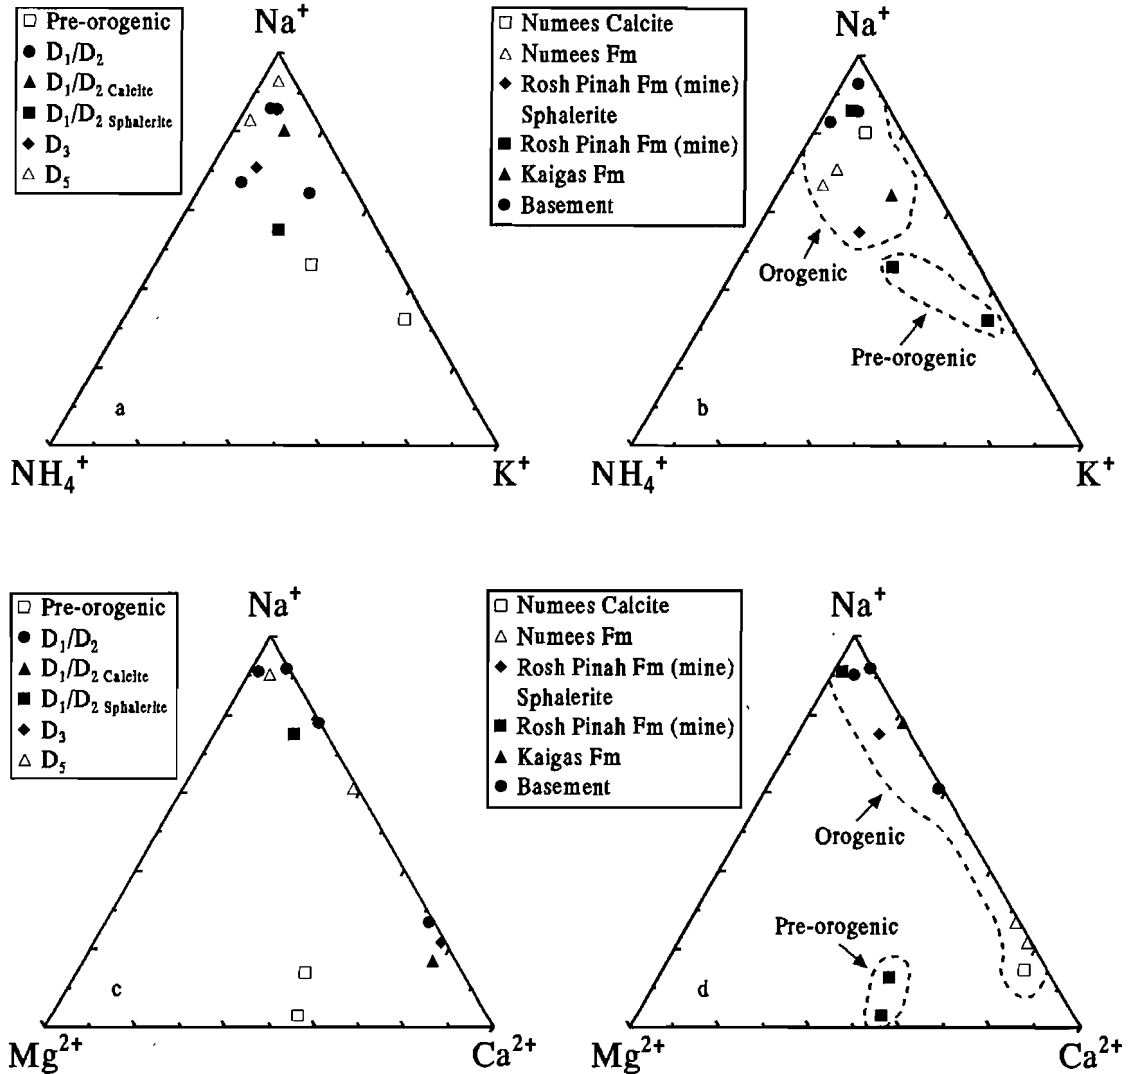 Pre-orogenic
D₁/D₂
D₁/D₂ Calcite
D₁/D₂ Sphalerite
D₃
D₅
Na⁺
NH₄⁺
K⁺
a
Numees Calcite
Numees Fm
Rosh Pinah Fm (mine)
Sphalerite
Rosh Pinah Fm (mine)
Kaigas Fm
Basement
Na⁺
Orogenic
Pre-orogenic
b
NH₄⁺
K⁺
Pre-orogenic
D₁/D₂
D₁/D₂ Calcite
D₁/D₂ Sphalerite
D₃
D₅
Na⁺
c
Mg²⁺
Ca²⁺
Numees Calcite
Numees Fm
Rosh Pinah Fm (mine)
Sphalerite
Rosh Pinah Fm (mine)
Kaigas Fm
Basement
Na⁺
Orogenic
Pre-orogenic
d
Mg²⁺
Ca²⁺